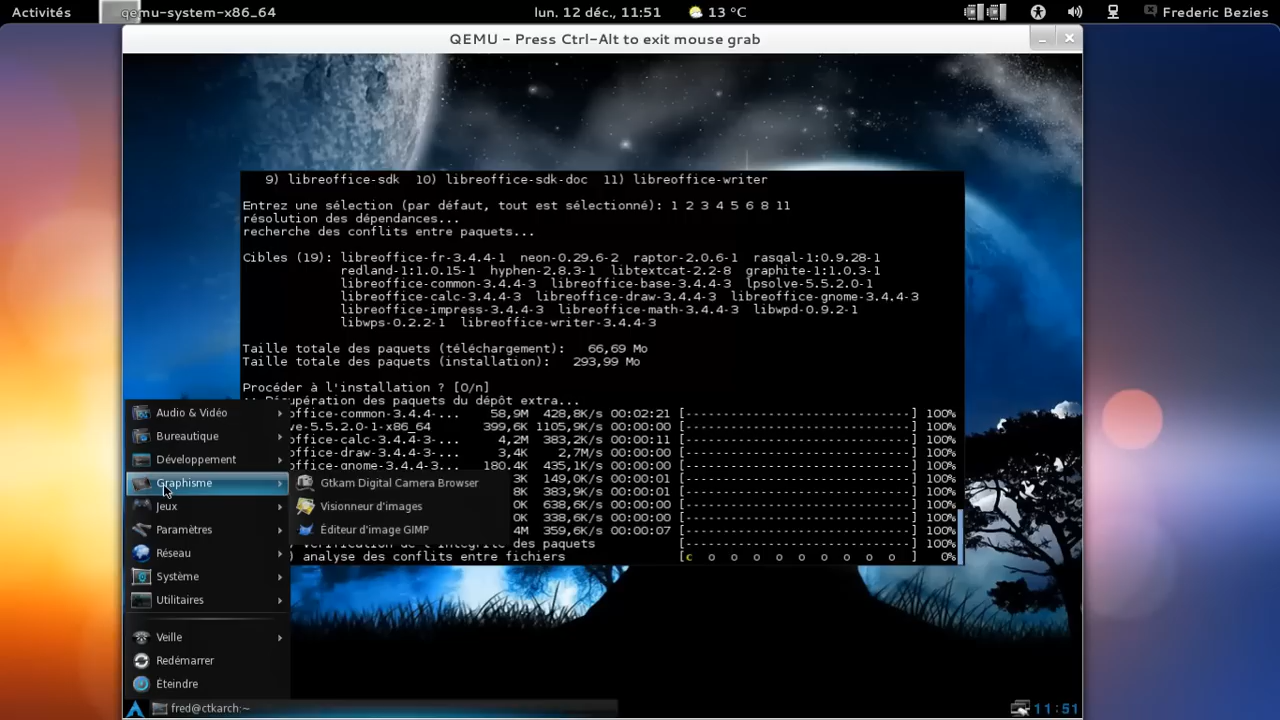 Activités qemu-system-x86_64 lun. 12 déc., 11:51 13 °C Frederic Bezies
QEMU - Press Ctrl-Alt to exit mouse grab
9) libreoffice-sdk 10) libreoffice-sdk-doc 11) libreoffice-writer
Entrez une sélection (par défaut, tout est sélectionné): 1 2 3 4 5 6 8 11
résolution des dépendances...
recherche des conflits entre paquets...
Cibles (19): libreoffice-fr-3.4.4-1 neon-0.29.6-2 raptor-2.0.6-1 rasqal-1:0.9.28-1
redland-1:1.0.15-1 hyphen-2.8.3-1 libtextcat-2.2-8 graphite-1:1.0.3-1
libreoffice-common-3.4.4-3 libreoffice-base-3.4.4-3 lpsolve-5.5.2.0-1
libreoffice-calc-3.4.4-3 libreoffice-draw-3.4.4-3 libreoffice-gnome-3.4.4-3
libreoffice-impress-3.4.4-3 libreoffice-math-3.4.4-3 libwpd-0.9.2-1
libwps-0.2.2-1 libreoffice-writer-3.4.4-3
Taille totale des paquets (téléchargement): 66,69 Mo
Taille totale des paquets (installation): 293,99 Mo
Procéder à l'installation ? [O/n]
:: Récupération des paquets du dépôt extra...
office-common-3.4.4-... 58,9M 428,8K/s 00:02:21 [----------------------] 100%
ve-5.5.2.0-1-x86_64 399,6K 1105,9K/s 00:00:00 [----------------------] 100%
office-calc-3.4.4-3-... 4,2M 383,2K/s 00:00:11 [----------------------] 100%
office-draw-3.4.4-3-... 3,4K 2,7M/s 00:00:00 [----------------------] 100%
office-gnome-3.4.4-3... 180,4K 435,1K/s 00:00:00 [----------------------] 100%
3K 149,0K/s 00:00:01 [----------------------] 100%
8K 383,9K/s 00:00:01 [----------------------] 100%
0K 638,6K/s 00:00:00 [----------------------] 100%
0K 338,6K/s 00:00:00 [----------------------] 100%
4M 359,6K/s 00:00:07 [----------------------] 100%
) vérification de l'intégrité des paquets [----------------------] 100%
) analyse des conflits entre fichiers [c o o o o o o o o o ] 0%
Audio & Vidéo
Bureautique
Développement
Graphisme
Jeux
Paramètres
Réseau
Système
Utilitaires
Veille
Redémarrer
Éteindre
Gtkam Digital Camera Browser
Visionneur d'images
Éditeur d'image GIMP
fred@ctkarch:~ 11:51